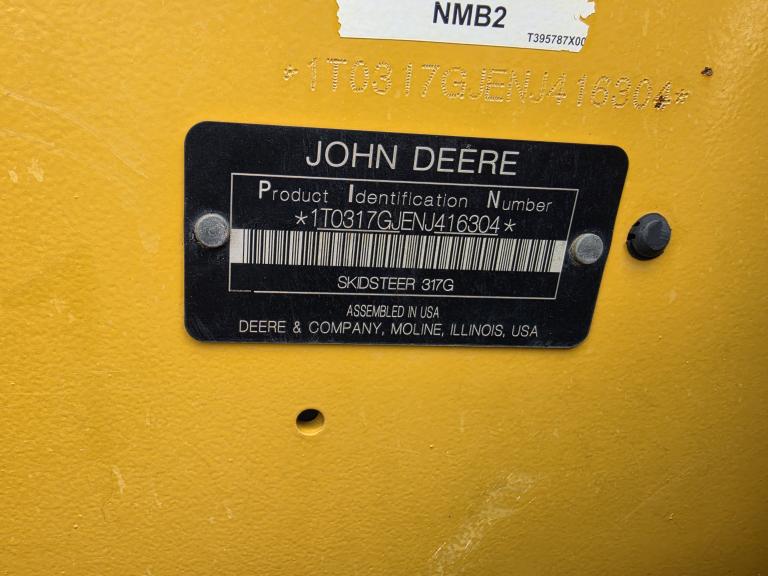 NMB2
T395787X00
*1T0317GJENJ416304*
JOHN DEERE
Product Identification Number
*1T0317GJENJ416304*
SKIDSTEER 317G
ASSEMBLED IN USA
DEERE & COMPANY, MOLINE, ILLINOIS, USA